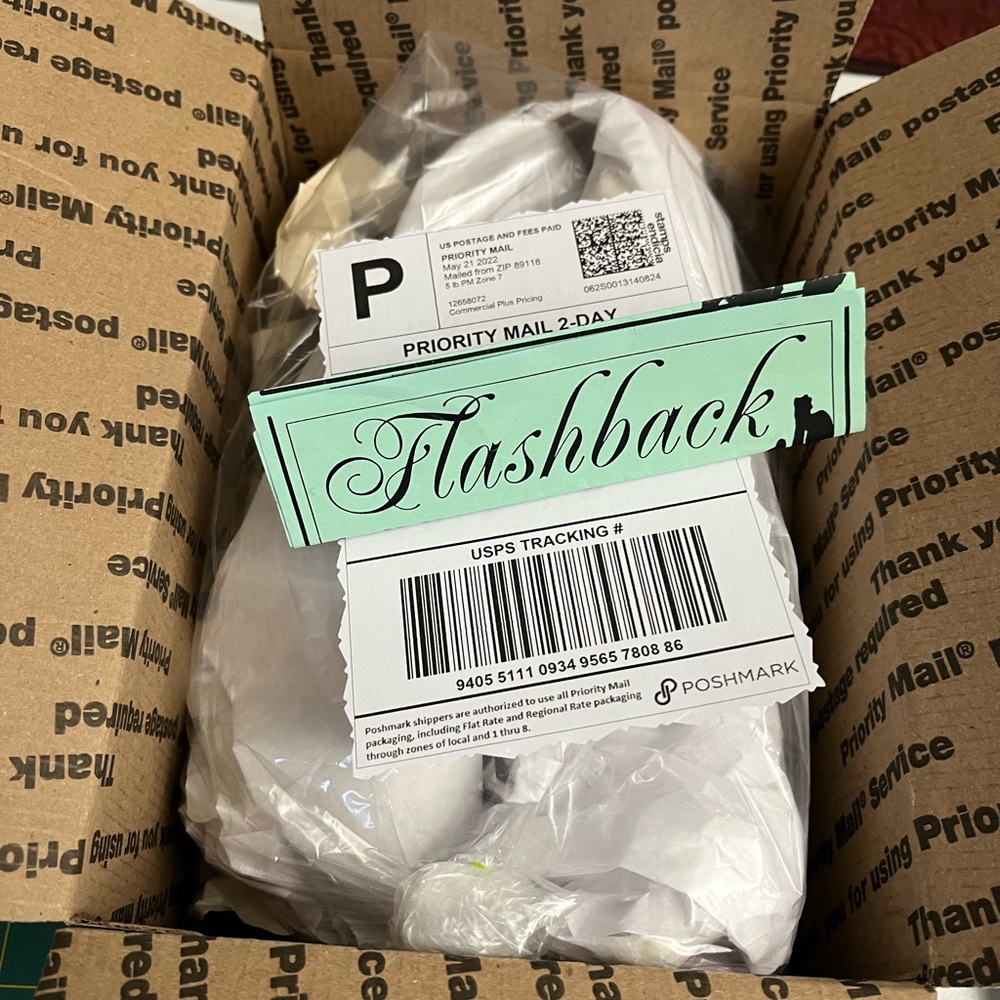 P
US POSTAGE AND FEES PAID
PRIORITY MAIL
May 21 2022
Mailed from ZIP 89118
5 lb PM Zone 7
12658072
Commercial Plus Pricing
stamps
endicia
062S0013140824
PRIORITY MAIL 2-DAY
Flashback
USPS TRACKING #
9405 5111 0934 9565 7808 86
Poshmark shippers are authorized to use all Priority Mail
packaging, including Flat Rate and Regional Rate packaging
through zones of local and 1 thru 8.
POSHMARK
Thank you for using
Priority Mail® Service
Priority Mail® postage required